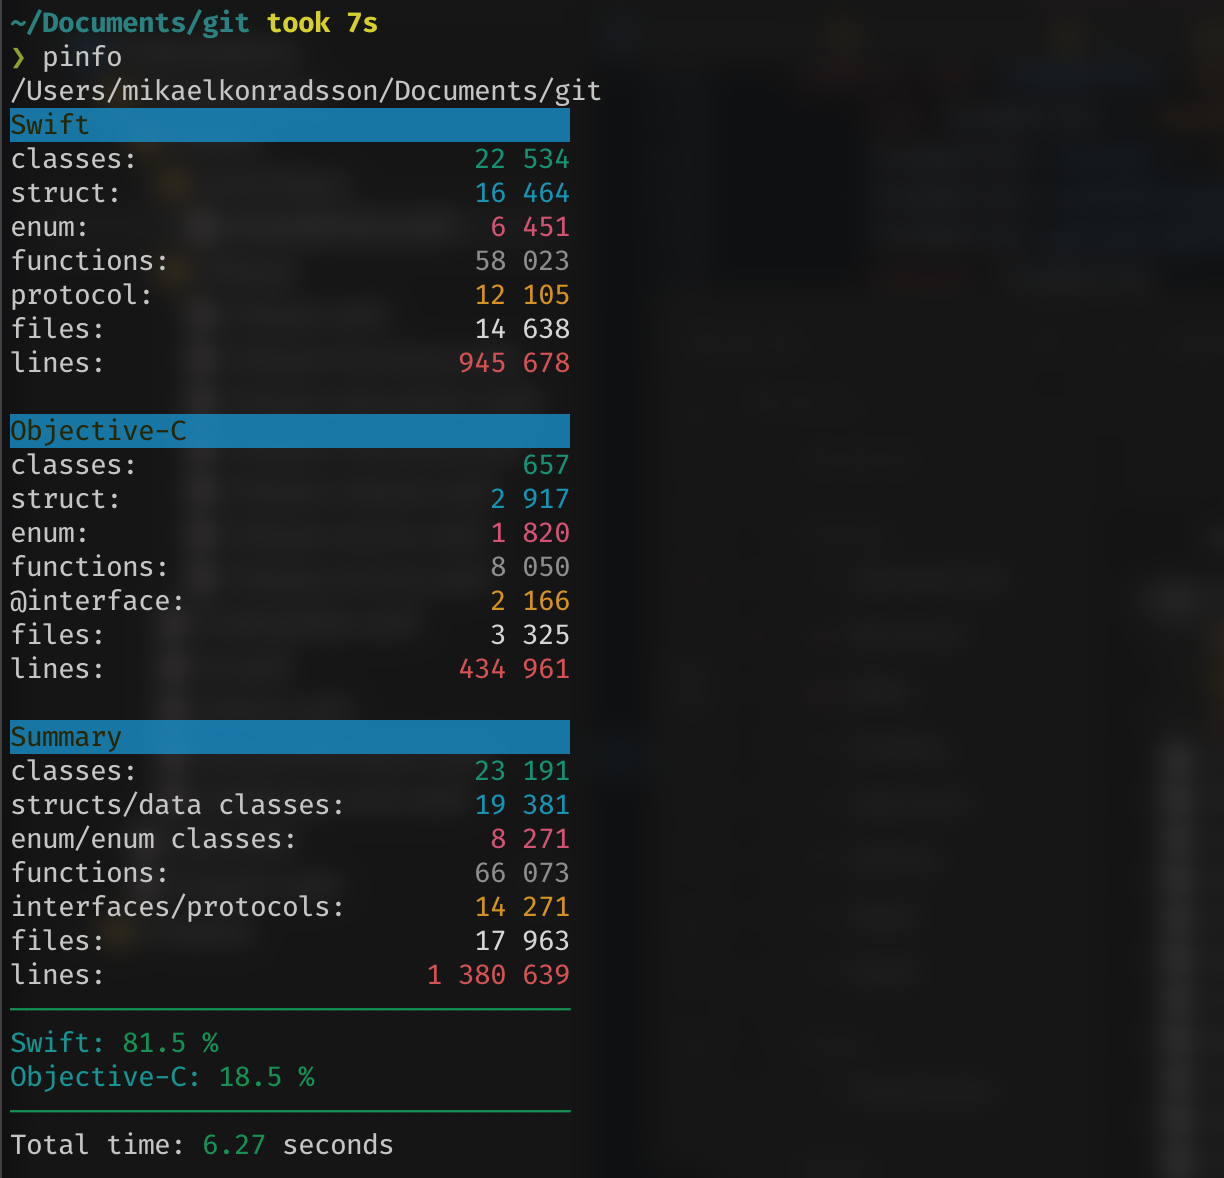 ~/Documents/git took 7s
❯ pinfo
/Users/mikaelkonradsson/Documents/git
Swift
classes: 22 534
struct: 16 464
enum: 6 451
functions: 58 023
protocol: 12 105
files: 14 638
lines: 945 678
Objective-C
classes: 657
struct: 2 917
enum: 1 820
functions: 8 050
@interface: 2 166
files: 3 325
lines: 434 961
Summary
classes: 23 191
structs/data classes: 19 381
enum/enum classes: 8 271
functions: 66 073
interfaces/protocols: 14 271
files: 17 963
lines: 1 380 639
Swift: 81.5 %
Objective-C: 18.5 %
Total time: 6.27 seconds